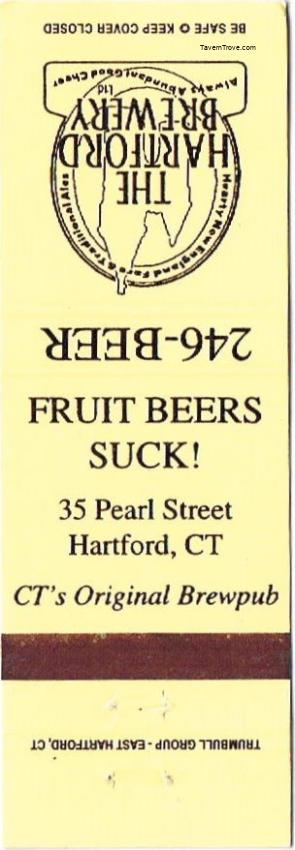 TavernTrove.com
BE SAFE ✪ KEEP COVER CLOSED
Always Abundant Good Cheer
THE
HARTFORD
BREWERY
Ltd
Hearty New England Fare & Traditional Ales
246-BEER
FRUIT BEERS
SUCK!
35 Pearl Street
Hartford, CT
CT's Original Brewpub
TRUMBULL GROUP - EAST HARTFORD, CT